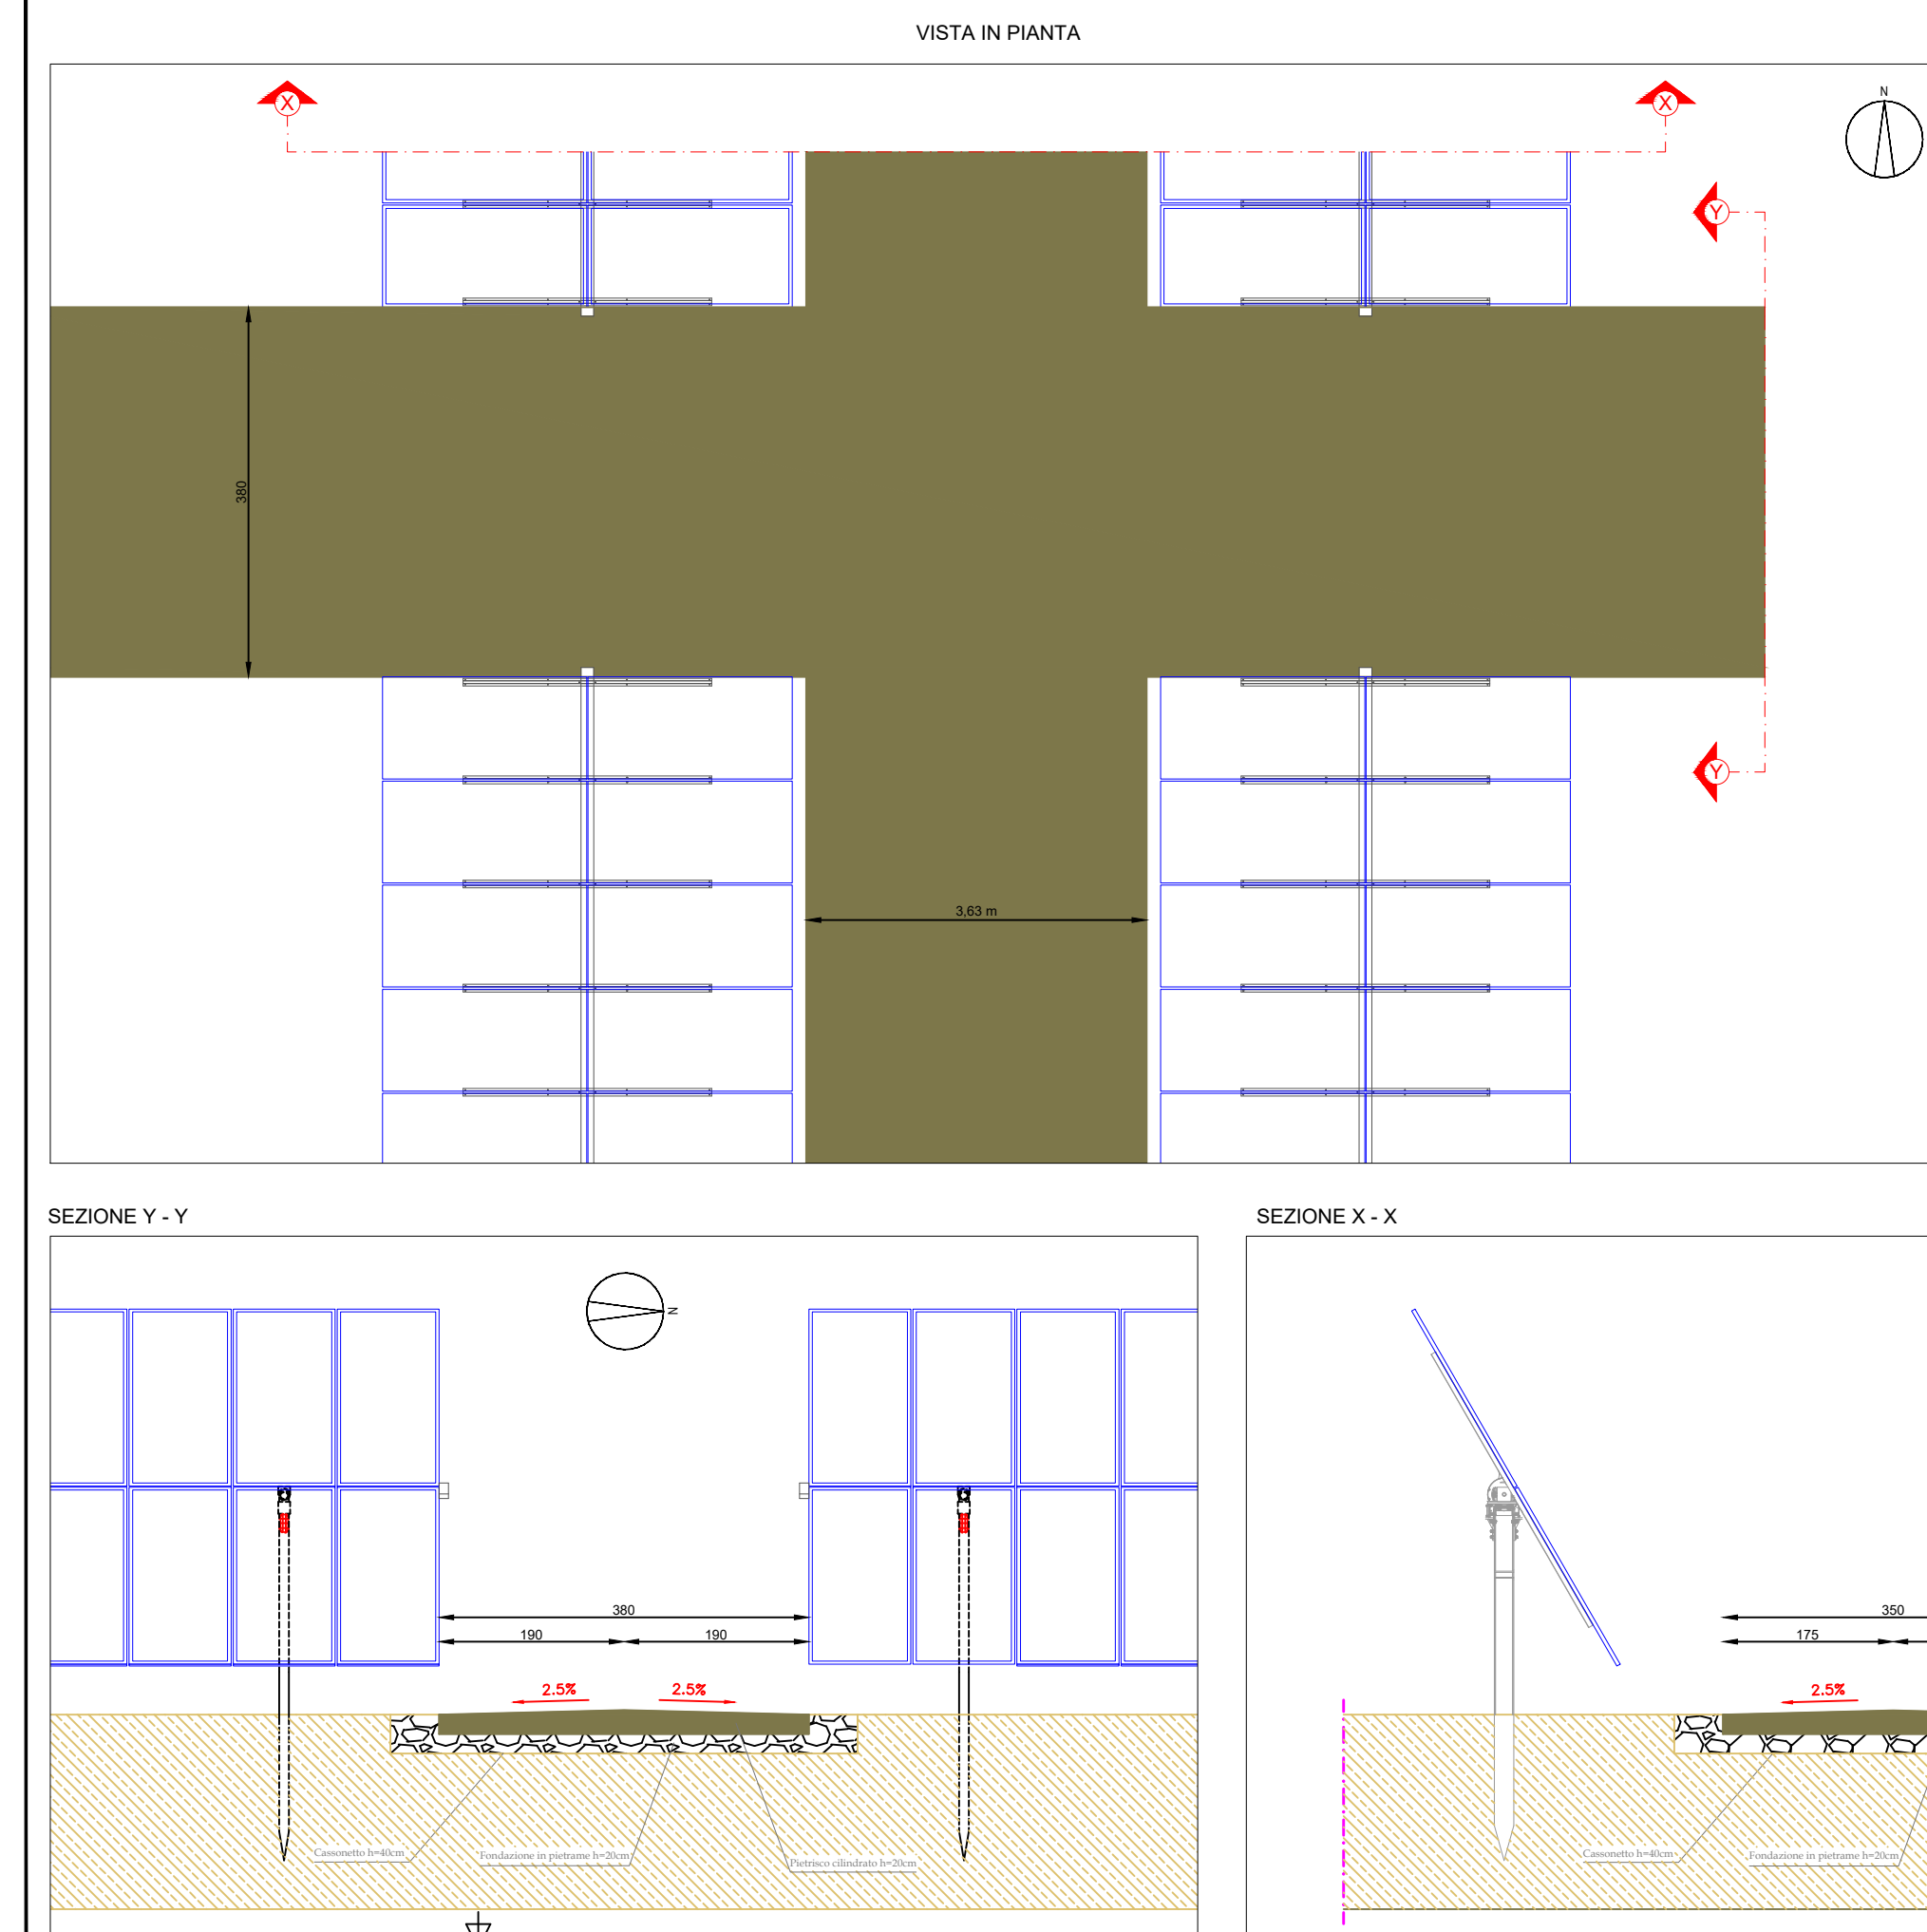 VISTA IN PIANTA
X
X
N
Y
380
Y
3,63 m
SEZIONE Y - Y
SEZIONE X - X
N
380
350
190
190
175
2.5%
2.5%
2.5%
Cassonetto h=40cm
Fondazione in pietrame h=20cm
Pietrisco cilindrato h=20cm
Cassonetto h=40cm
Fondazione in pietrame h=20cm